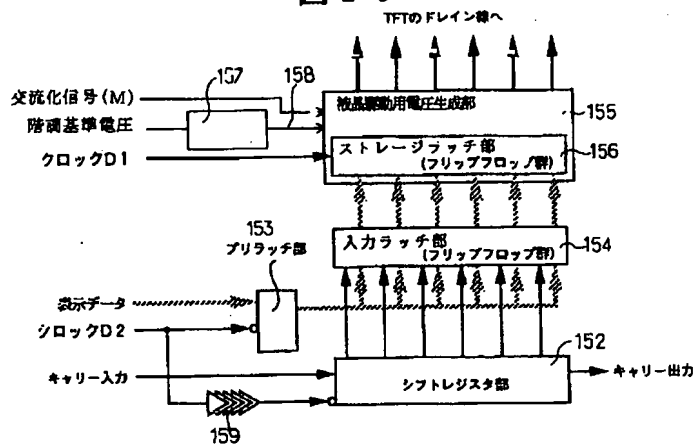 TFTのドレイン線へ
交流化信号(M)
157
158
液晶駆動用電圧生成部
155
階調基準電圧
クロックD1
ストレージラッチ部
(フリップフロップ群)
156
153
プリラッチ部
入力ラッチ部
(フリップフロップ群)
154
表示データ
シロックD2
152
キャリー入力
シフトレジスタ部
キャリー出力
159